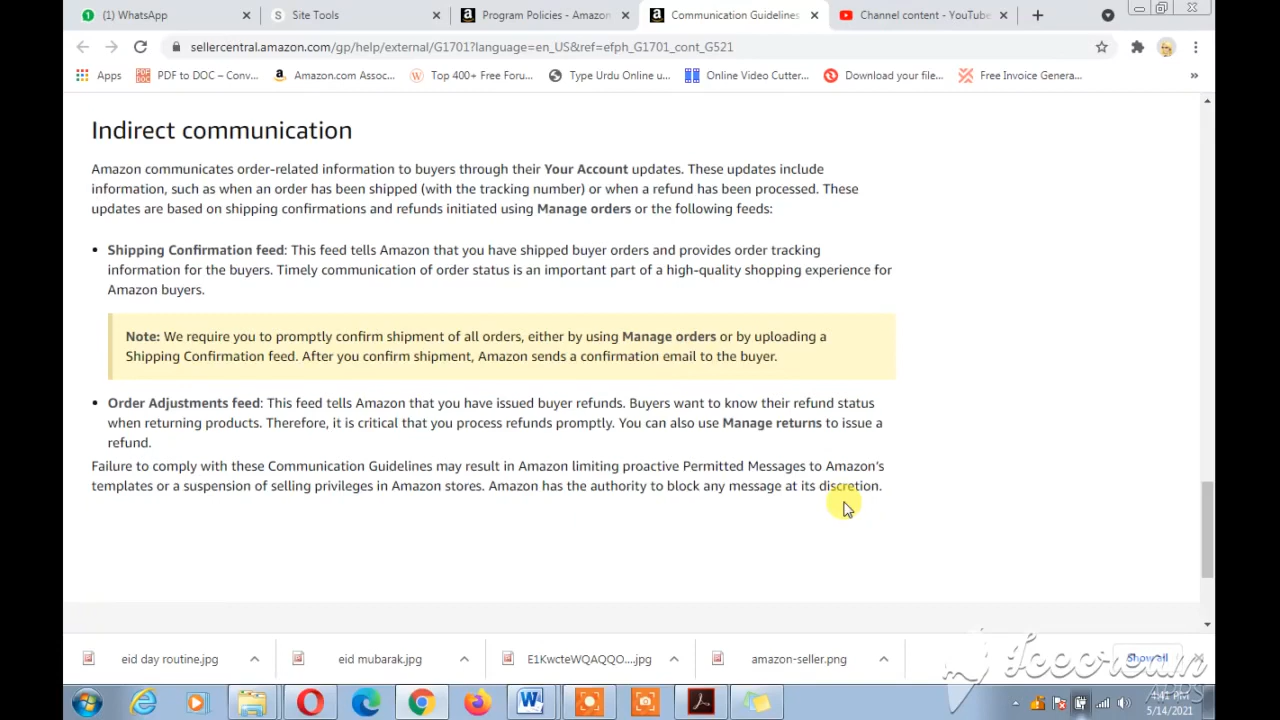 (1) WhatsApp
Site Tools
Program Policies - Amazon
Communication Guidelines
Channel content - YouTube
sellercentral.amazon.com/gp/help/external/G1701?language=en_US&ref=efph_G1701_cont_G521
Apps
PDF to DOC – Conv...
Amazon.com Assoc...
Top 400+ Free Foru...
Type Urdu Online u...
Online Video Cutter...
Download your file...
Free Invoice Genera...
»
Indirect communication
Amazon communicates order-related information to buyers through their Your Account updates. These updates include
information, such as when an order has been shipped (with the tracking number) or when a refund has been processed. These
updates are based on shipping confirmations and refunds initiated using Manage orders or the following feeds:
• Shipping Confirmation feed: This feed tells Amazon that you have shipped buyer orders and provides order tracking
information for the buyers. Timely communication of order status is an important part of a high-quality shopping experience for
Amazon buyers.
Note: We require you to promptly confirm shipment of all orders, either by using Manage orders or by uploading a
Shipping Confirmation feed. After you confirm shipment, Amazon sends a confirmation email to the buyer.
• Order Adjustments feed: This feed tells Amazon that you have issued buyer refunds. Buyers want to know their refund status
when returning products. Therefore, it is critical that you process refunds promptly. You can also use Manage returns to issue a
refund.
Failure to comply with these Communication Guidelines may result in Amazon limiting proactive Permitted Messages to Amazon's
templates or a suspension of selling privileges in Amazon stores. Amazon has the authority to block any message at its discretion.
eid day routine.jpg
eid mubarak.jpg
E1KwcteWQAQQO....jpg
amazon-seller.png
Show all
Icecream
APPS
4:41 PM
5/14/2021